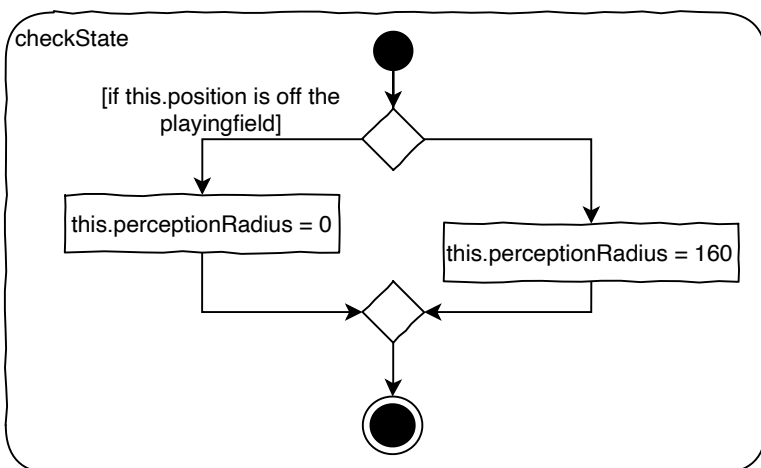 checkState
[if this.position is off the
playingfield]
this.perceptionRadius = 0
this.perceptionRadius = 160